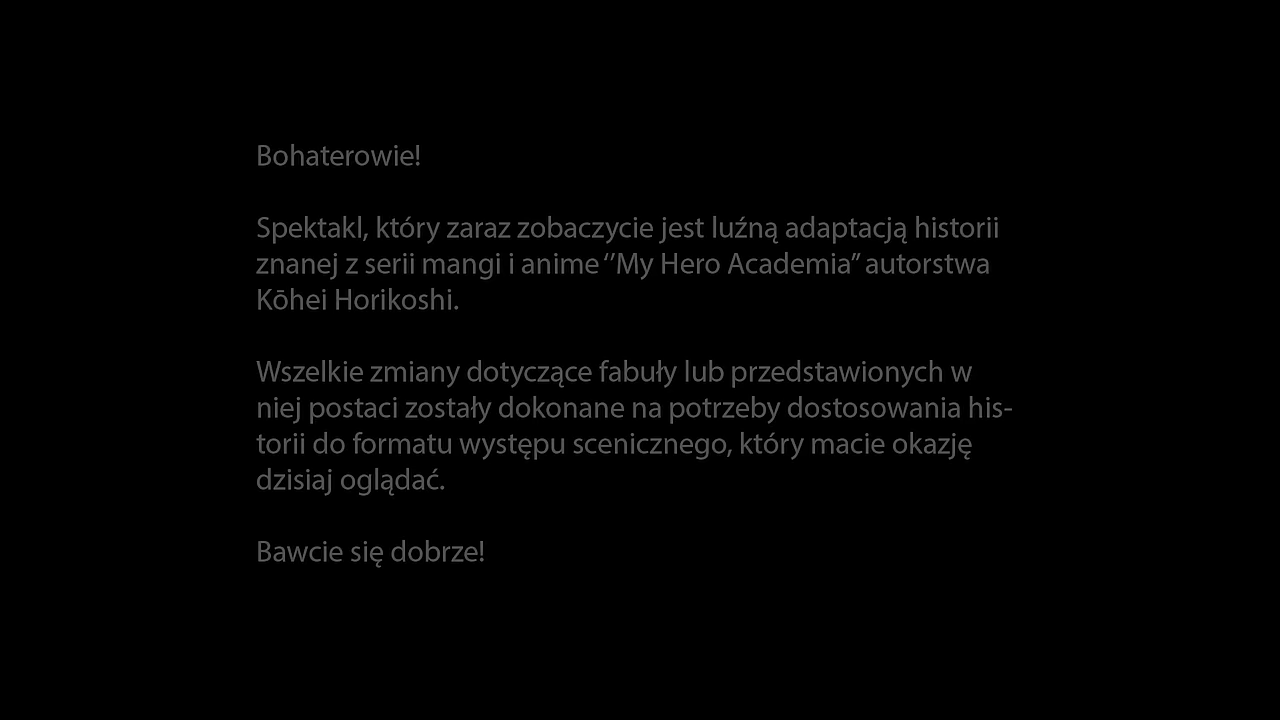 Bohaterowie!
Spektakl, który zaraz zobaczycie jest luźną adaptacją historii
znanej z serii mangi i anime ‘’My Hero Academia” autorstwa
Kōhei Horikoshi.
Wszelkie zmiany dotyczące fabuły lub przedstawionych w
niej postaci zostały dokonane na potrzeby dostosowania his-
torii do formatu występu scenicznego, który macie okazję
dzisiaj oglądać.
Bawcie się dobrze!